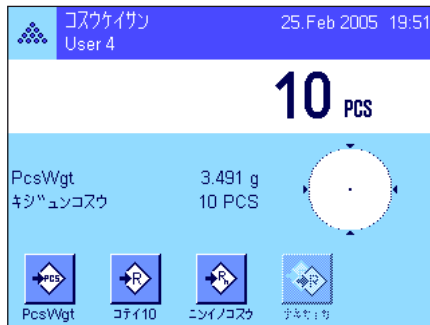 コスウケイサン 25.Feb 2005 19:51
User 4
10 PCS
PcsWgt 3.491 g
キジュンコスウ 10 PCS
PCS R Rn
PcsWgt コテイ10 ニンイノコスウ